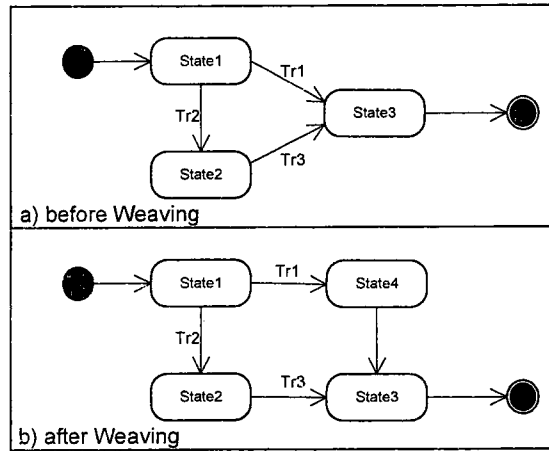 State1
Tr1
State3
Tr2
Tr3
State2
a) before Weaving
State1
Tr1
State4
Tr2
Tr3
State2
State3
b) after Weaving